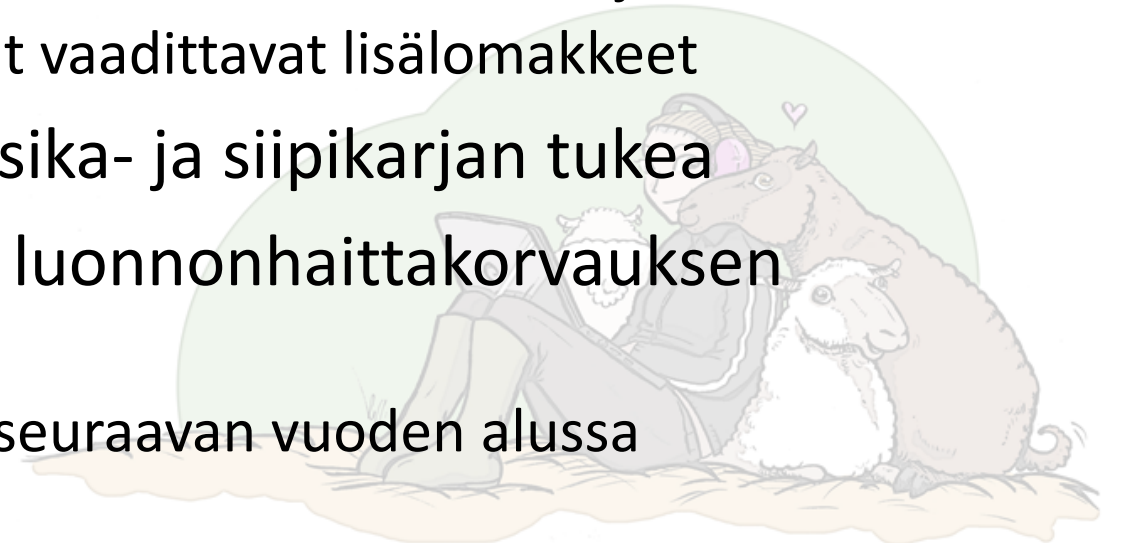 t vaadittavat lisälomakkeet
sika- ja siipikarjan tukea
luonnonhaittakorvauksen
seuraavan vuoden alussa